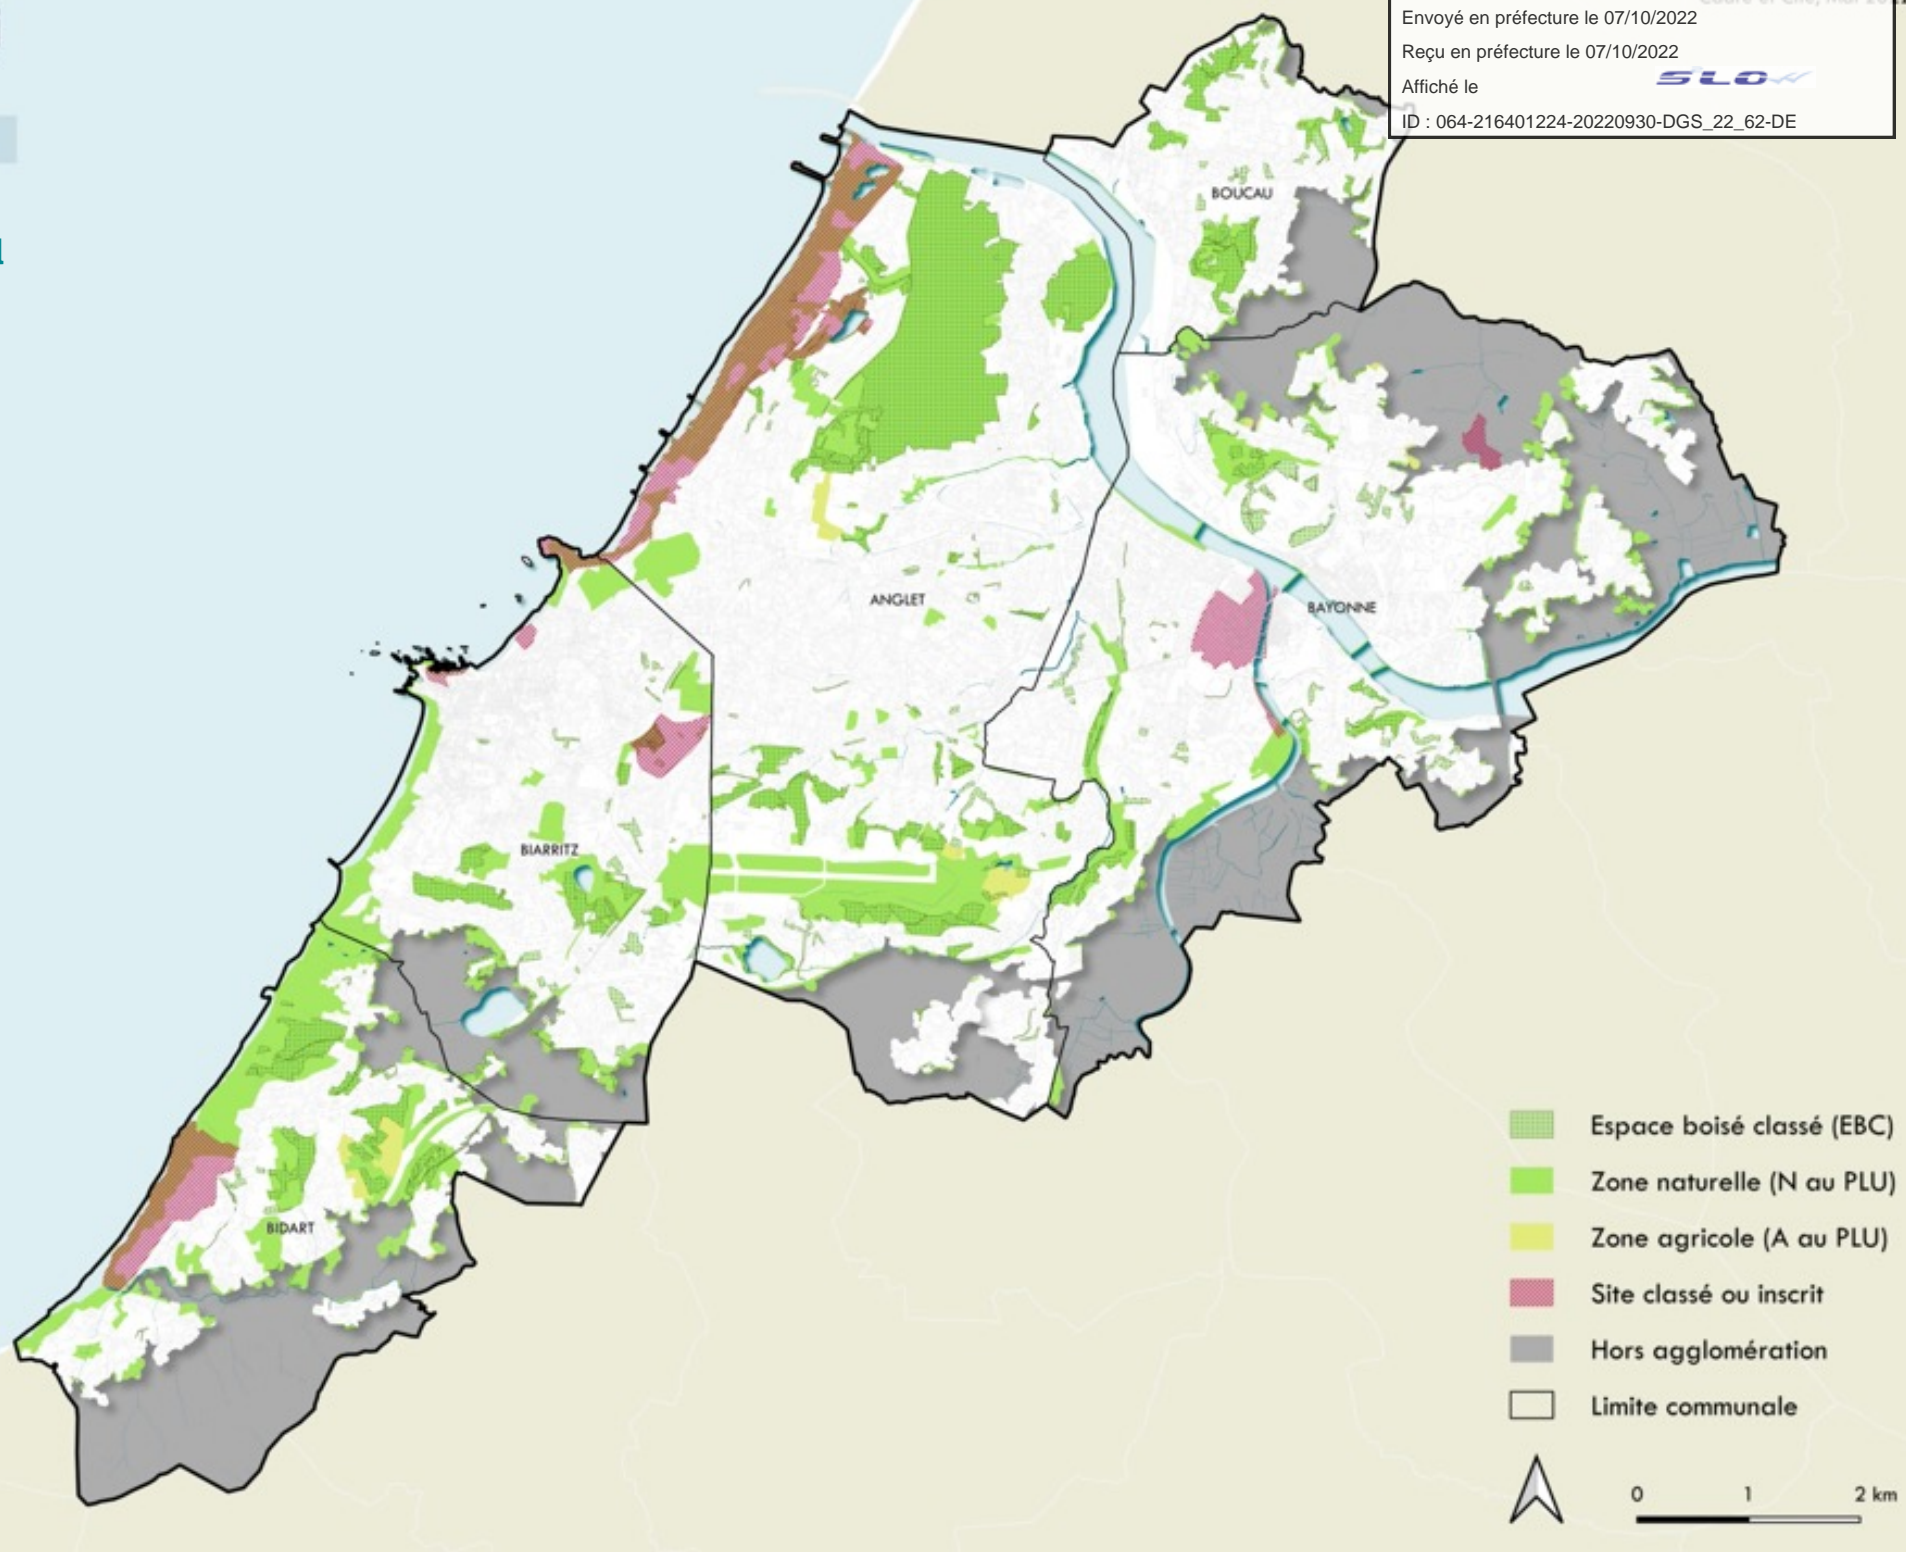 Envoyé en préfecture le 07/10/2022
Reçu en préfecture le 07/10/2022
Affiché le
S²LOW
ID : 064-216401224-20220930-DGS_22_62-DE
BOUCAU
ANGLET
BAYONNE
BIARRITZ
BIDART
Espace boisé classé (EBC)
Zone naturelle (N au PLU)
Zone agricole (A au PLU)
Site classé ou inscrit
Hors agglomération
Limite communale
0 1 2 km